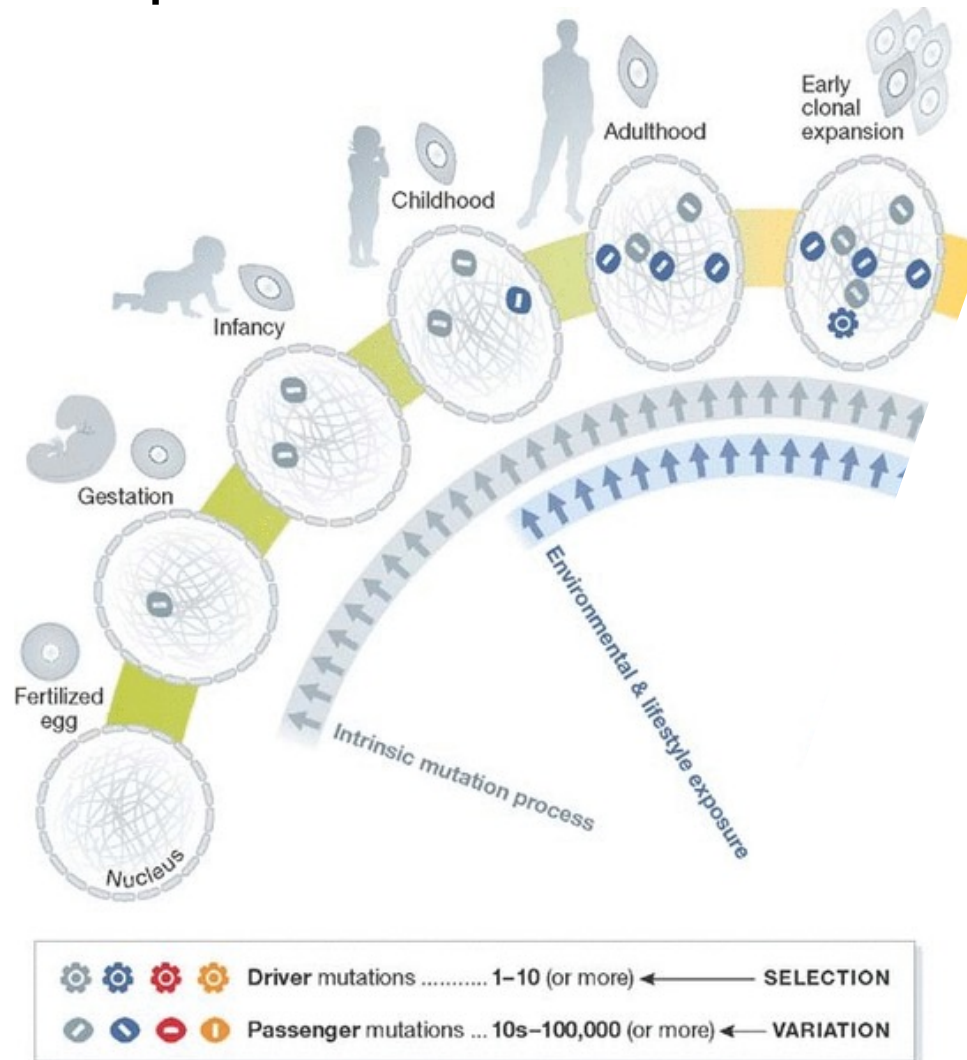 Early
clonal
expansion
Adulthood
Childhood
Infancy
Gestation
Fertilized
egg
Nucleus
Intrinsic mutation process
Environmental & lifestyle exposure
Driver mutations ........... 1–10 (or more) SELECTION
Passenger mutations ... 10s–100,000 (or more) VARIATION